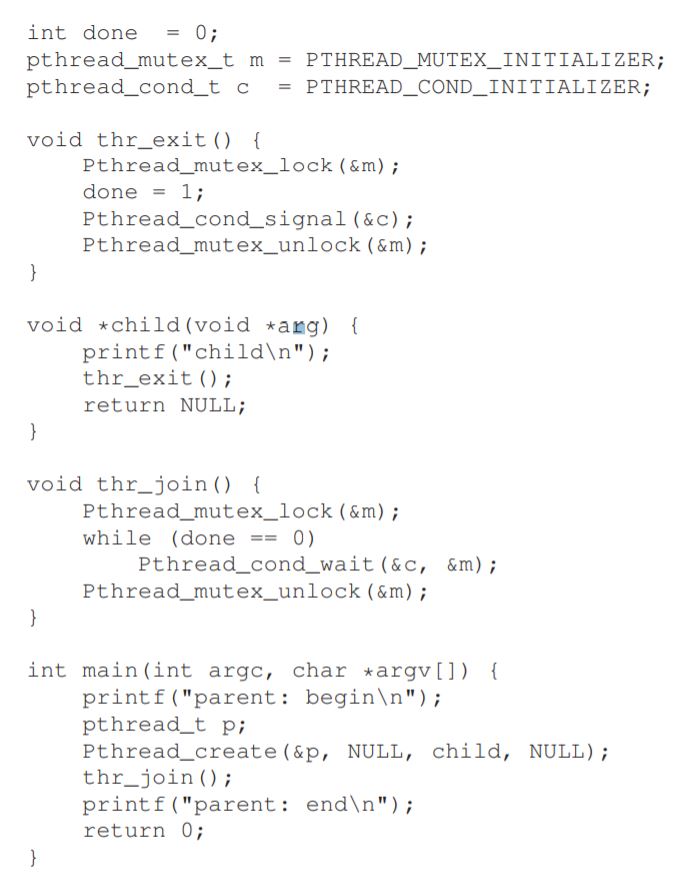 int done  = 0;
pthread_mutex_t m = PTHREAD_MUTEX_INITIALIZER;
pthread_cond_t c  = PTHREAD_COND_INITIALIZER;

void thr_exit() {
    Pthread_mutex_lock(&m);
    done = 1;
    Pthread_cond_signal(&c);
    Pthread_mutex_unlock(&m);
}

void *child(void *arg) {
    printf("child\n");
    thr_exit();
    return NULL;
}

void thr_join() {
    Pthread_mutex_lock(&m);
    while (done == 0)
        Pthread_cond_wait(&c, &m);
    Pthread_mutex_unlock(&m);
}

int main(int argc, char *argv[]) {
    printf("parent: begin\n");
    pthread_t p;
    Pthread_create(&p, NULL, child, NULL);
    thr_join();
    printf("parent: end\n");
    return 0;
}